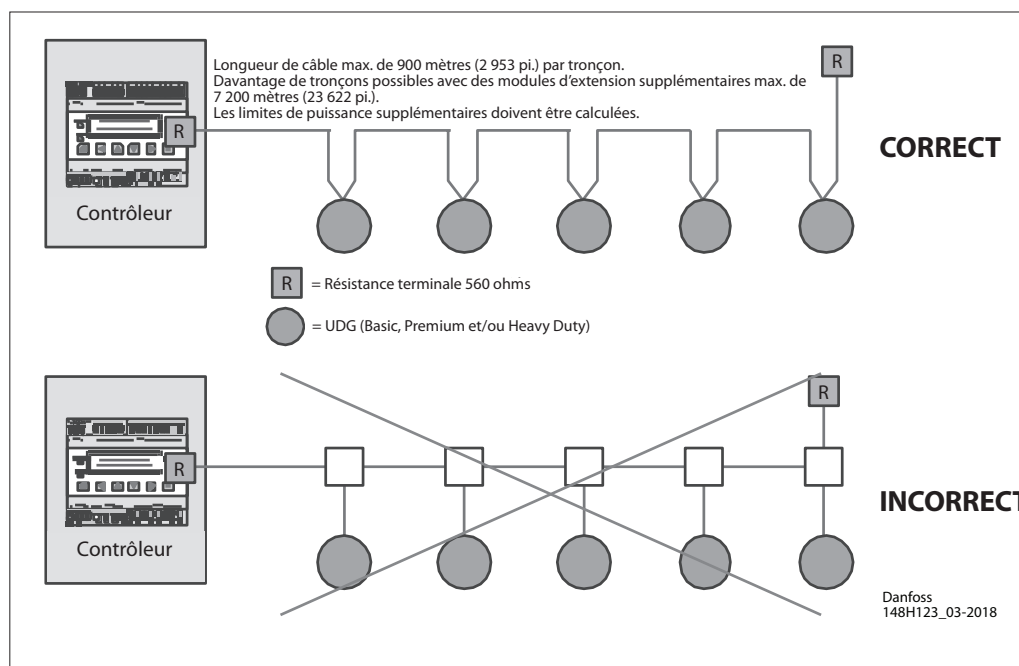 Longueur de câble max. de 900 mètres (2 953 pi.) par tronçon.
Davantage de tronçons possibles avec des modules d'extension supplémentaires max. de
7 200 mètres (23 622 pi.).
Les limites de puissance supplémentaires doivent être calculées.
R
R
CORRECT
Contrôleur
R = Résistance terminale 560 ohms
= UDG (Basic, Premium et/ou Heavy Duty)
R
R
INCORRECT
Contrôleur
Danfoss
148H123_03-2018